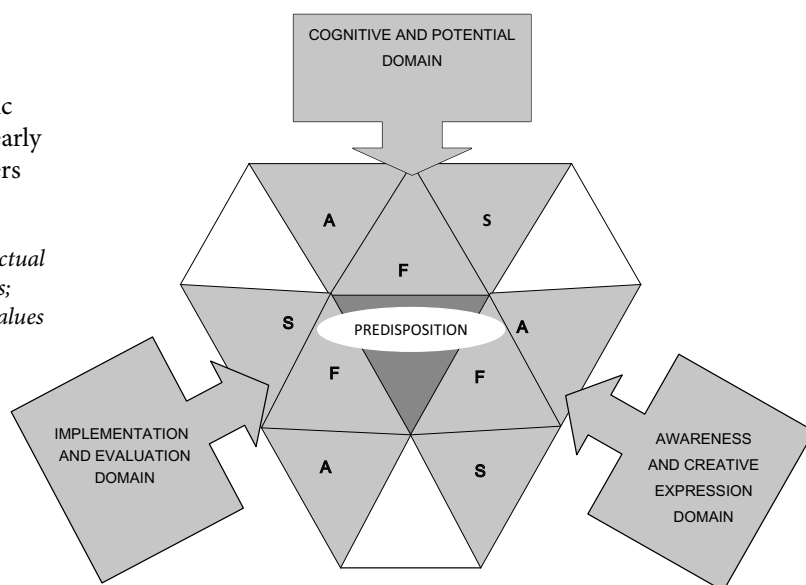 COGNITIVE AND POTENTIAL
DOMAIN
A
S
F
S
PREDISPOSITION
A
F
F
IMPLEMENTATION
AND EVALUATION
DOMAIN
AWARENESS
AND CREATIVE
EXPRESSION
DOMAIN
A
S